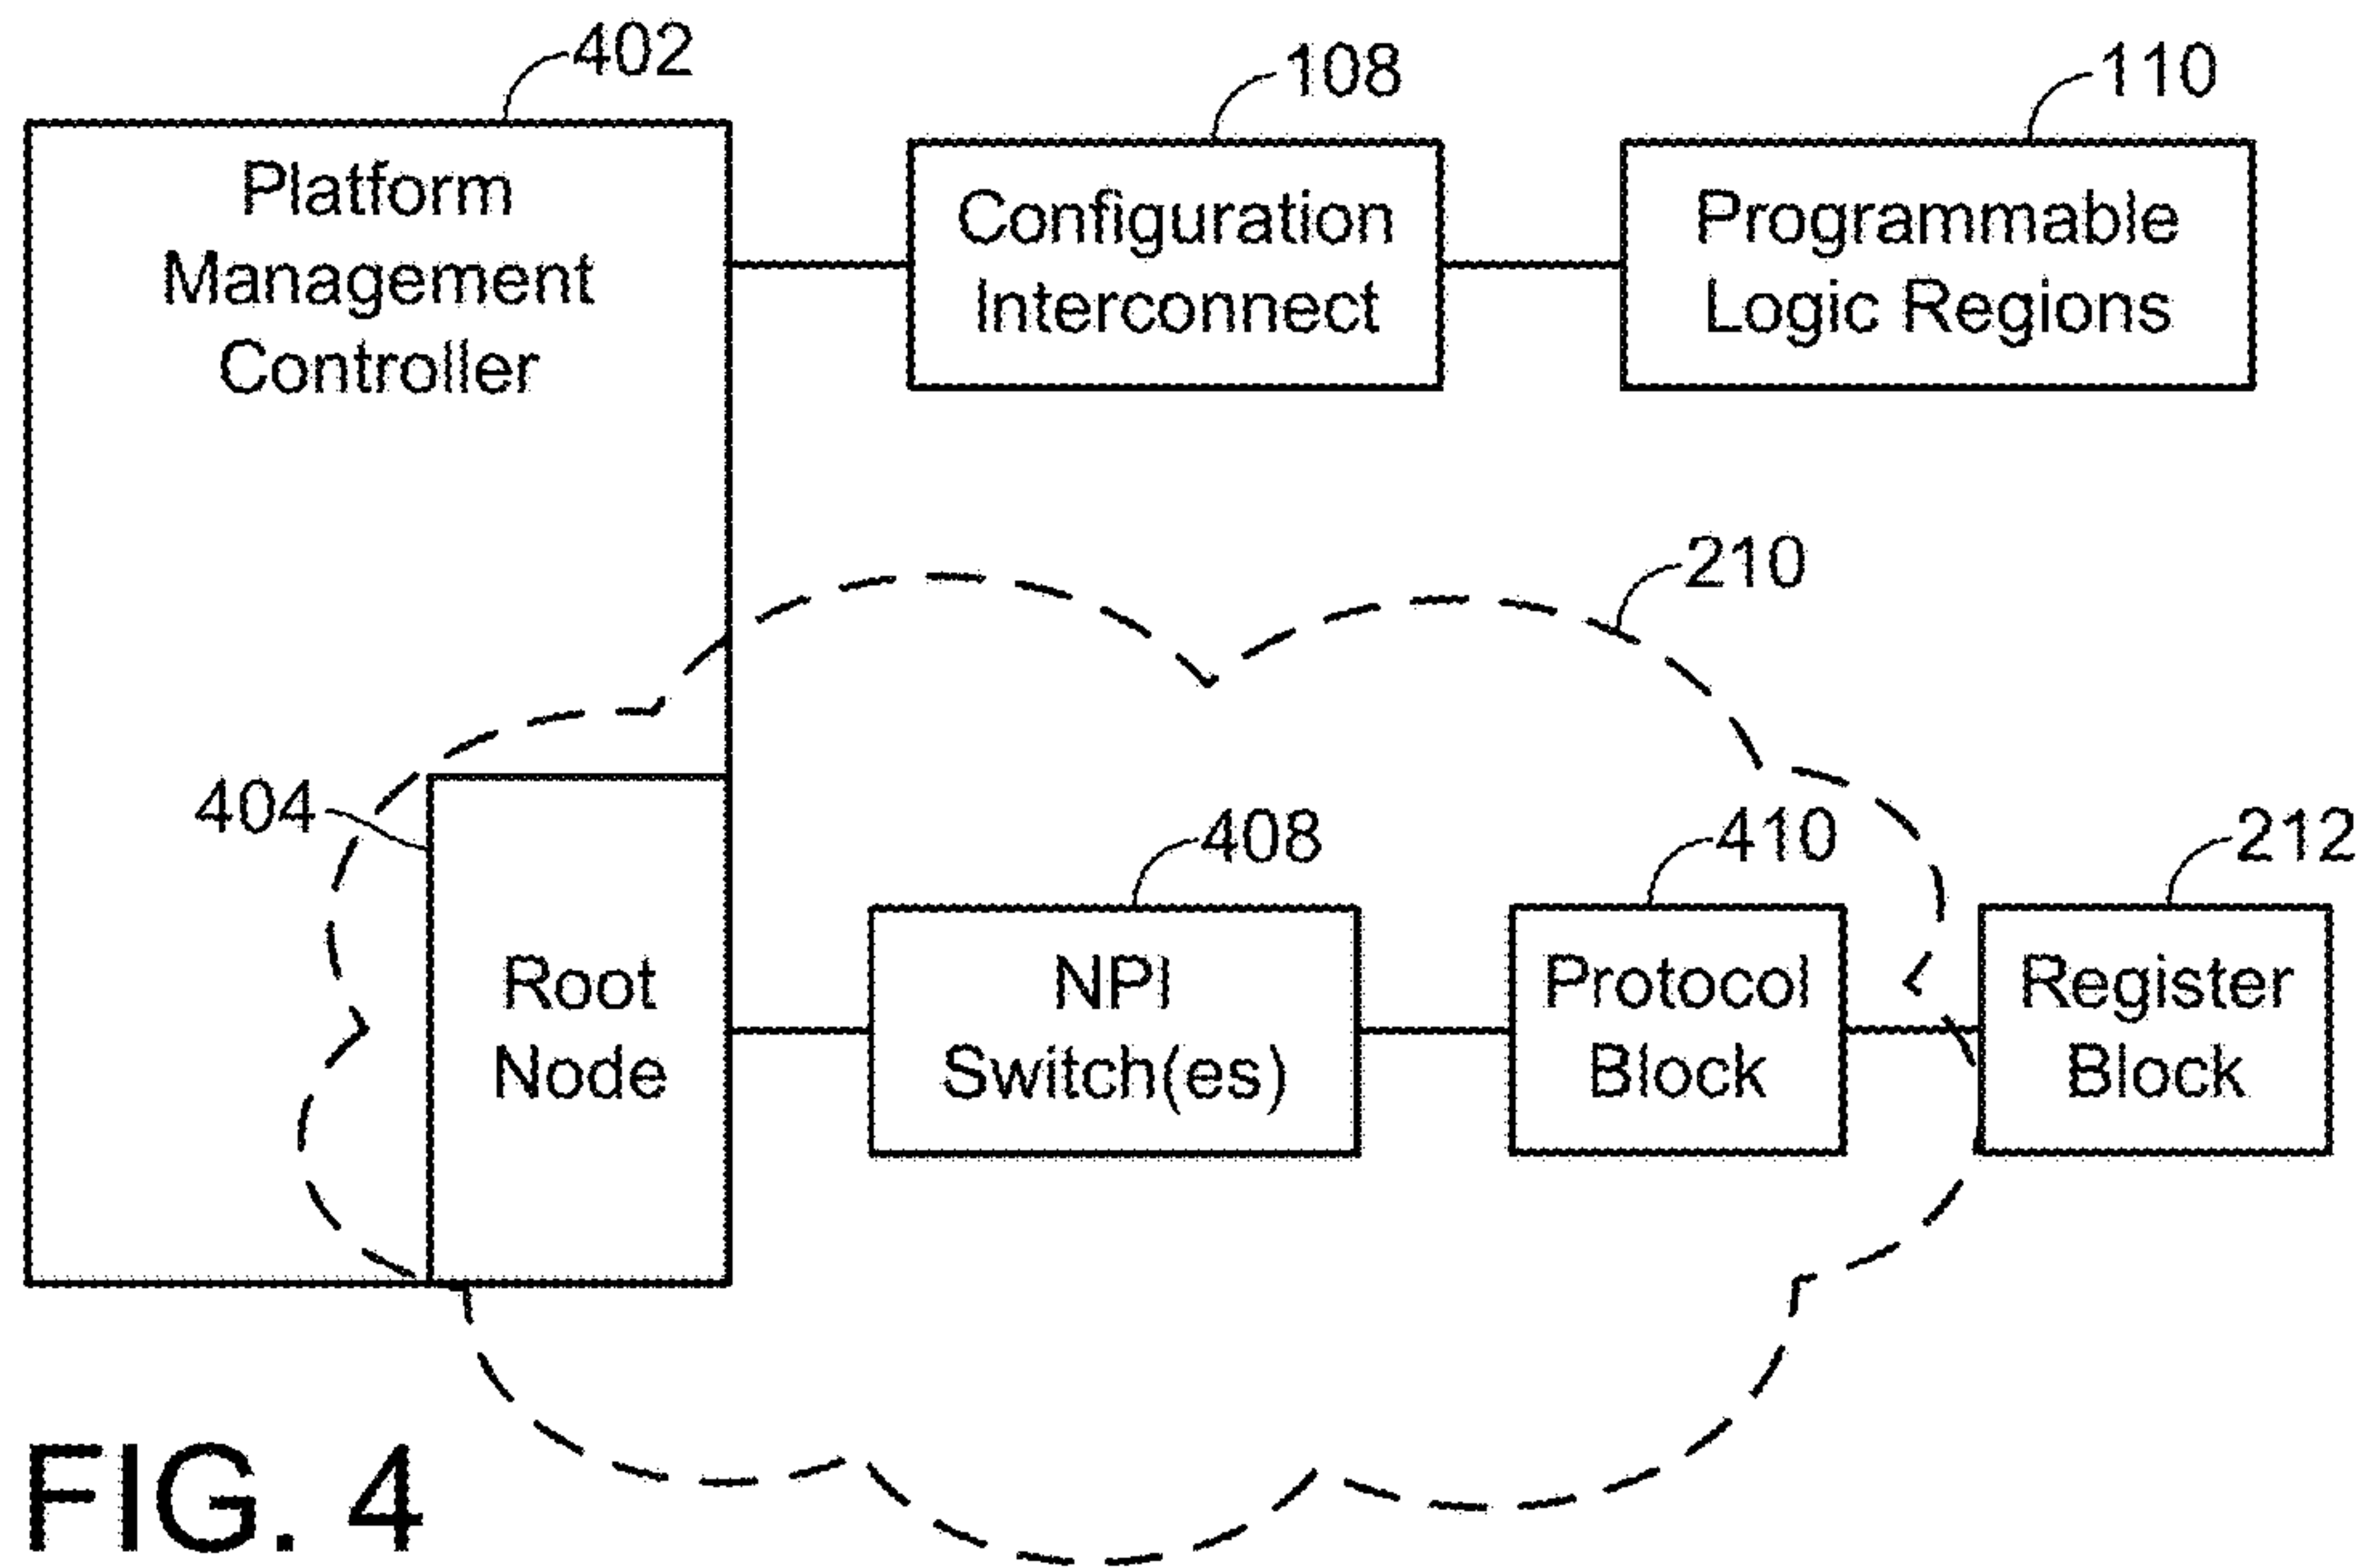 402
108
110
Platform
Management
Controller
Configuration
Interconnect
Programmable
Logic Regions
210
404
408
410
212
Root
Node
NPI
Switch(es)
Protocol
Block
Register
Block
FIG. 4